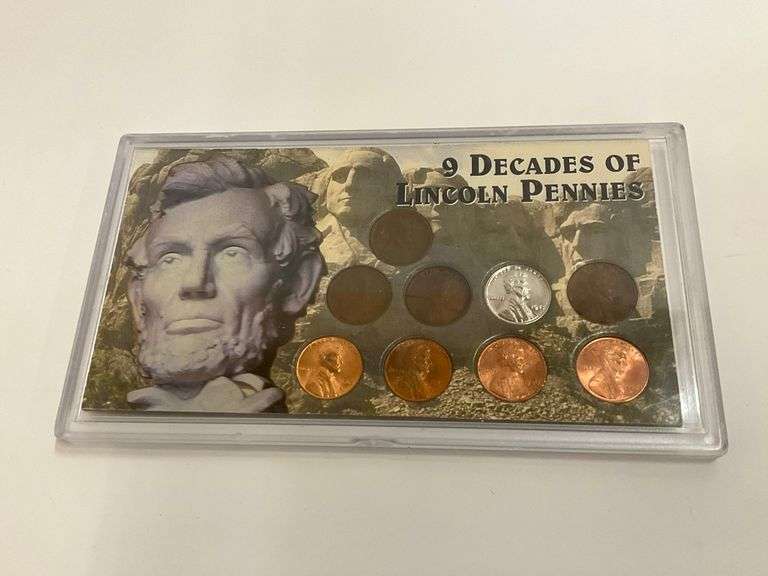 9 DECADES OF
LINCOLN PENNIES